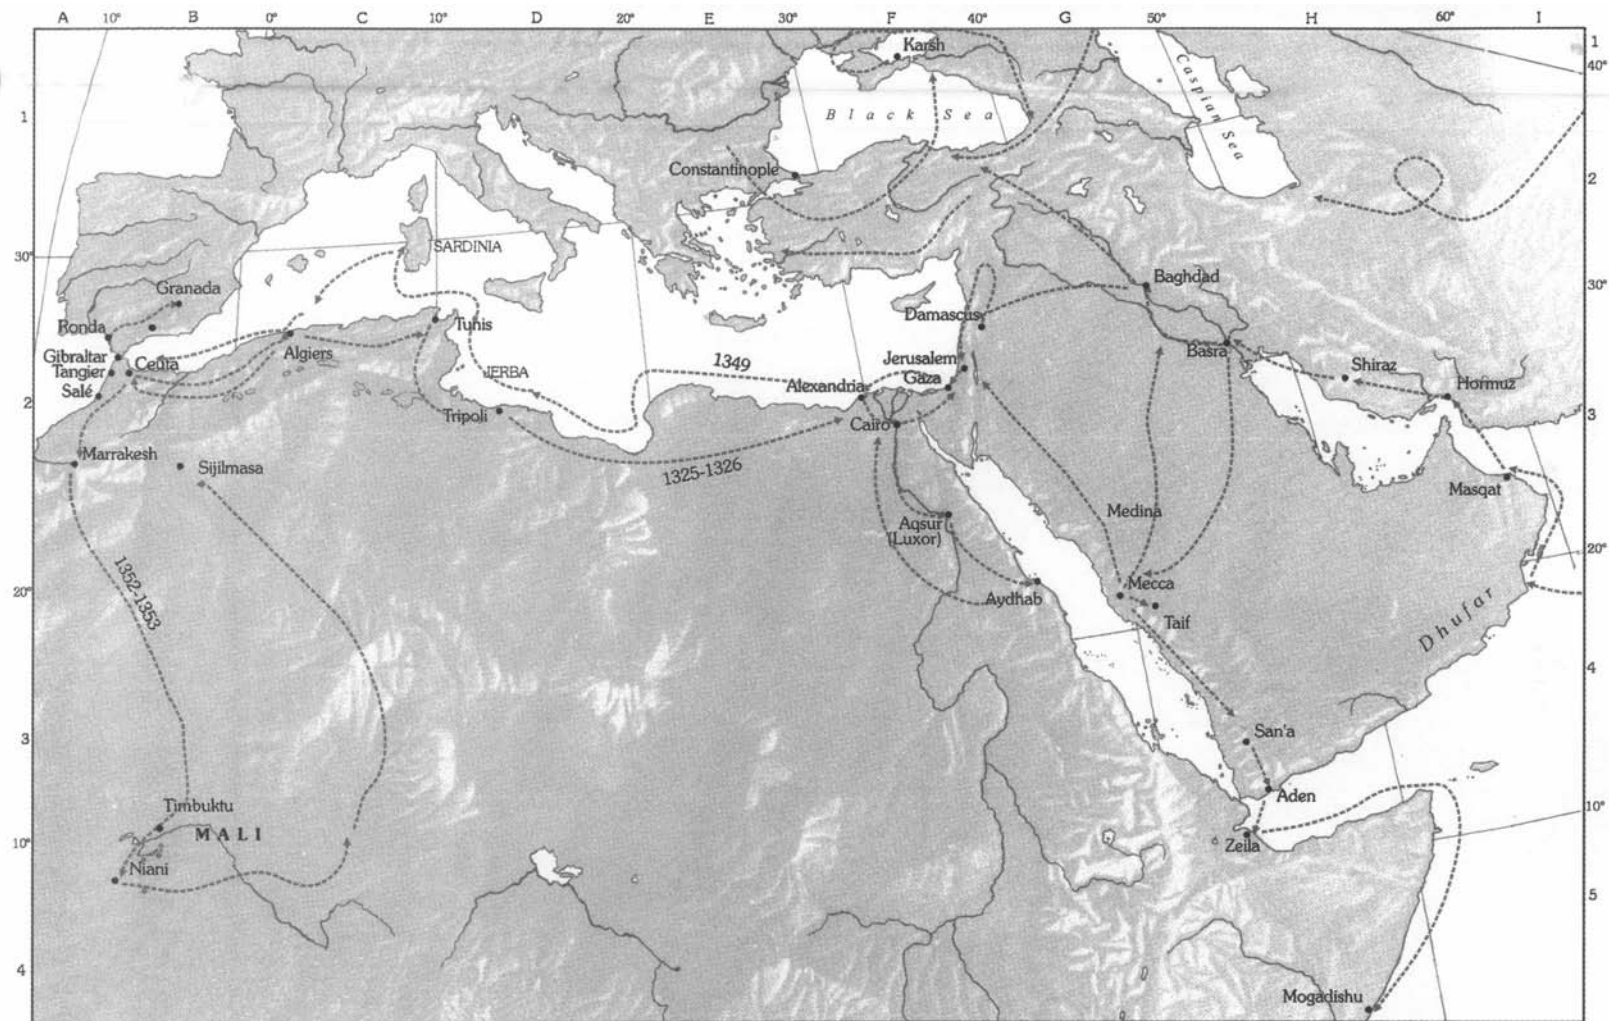 A 10° B 0° C 10° D 20° E 30° F 40° G 50° H 60° I
1
40°
1
2
30°
30°
2
3
20°
20°
4
3
10°
10°
5
4
Karsh
Caspian Sea
Black Sea
Constantinople
SARDINIA
Granada
Baghdad
Ronda
Tunis
Damascus
Gibraltar
Algiers
Basra
Tangier
Ceuta
Jerusalem
Shiraz
JERBA
1349
Gaza
Hormuz
Salé
Alexandria
Tripoli
Cairo
Marrakesh
Sijilmasa
1325-1326
Masqat
Medina
Aqsur
(Luxor)
1352-1353
Mecca
Aydhab
Taif
Dhufar
San'a
Aden
Timbuktu
MALI
Zeila
Niani
Mogadishu